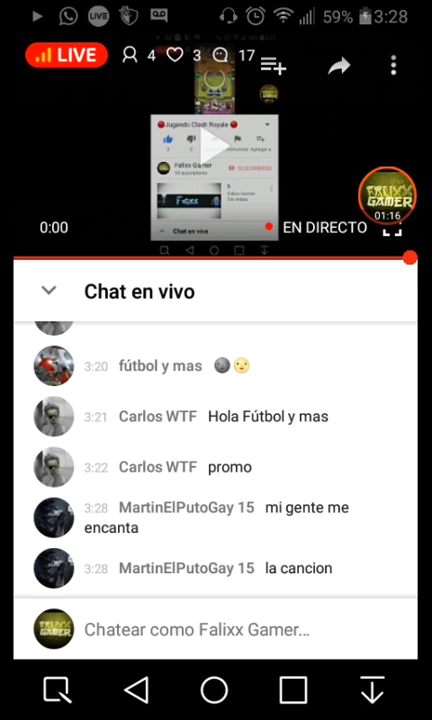 LIVE
59% 3:28
LIVE 4 3 17
Jugando Clash Royale
Falixx Gamer
SUSCRIBIRSE
Chat en vivo
FALIXX
GAMER
01:16
0:00
EN DIRECTO
Chat en vivo
3:20 fútbol y mas
3:21 Carlos WTF Hola Fútbol y mas
3:22 Carlos WTF promo
3:28 MartinElPutoGay 15 mi gente me
encanta
3:28 MartinElPutoGay 15 la cancion
FALIXX
GAMER
Chatear como Falixx Gamer...